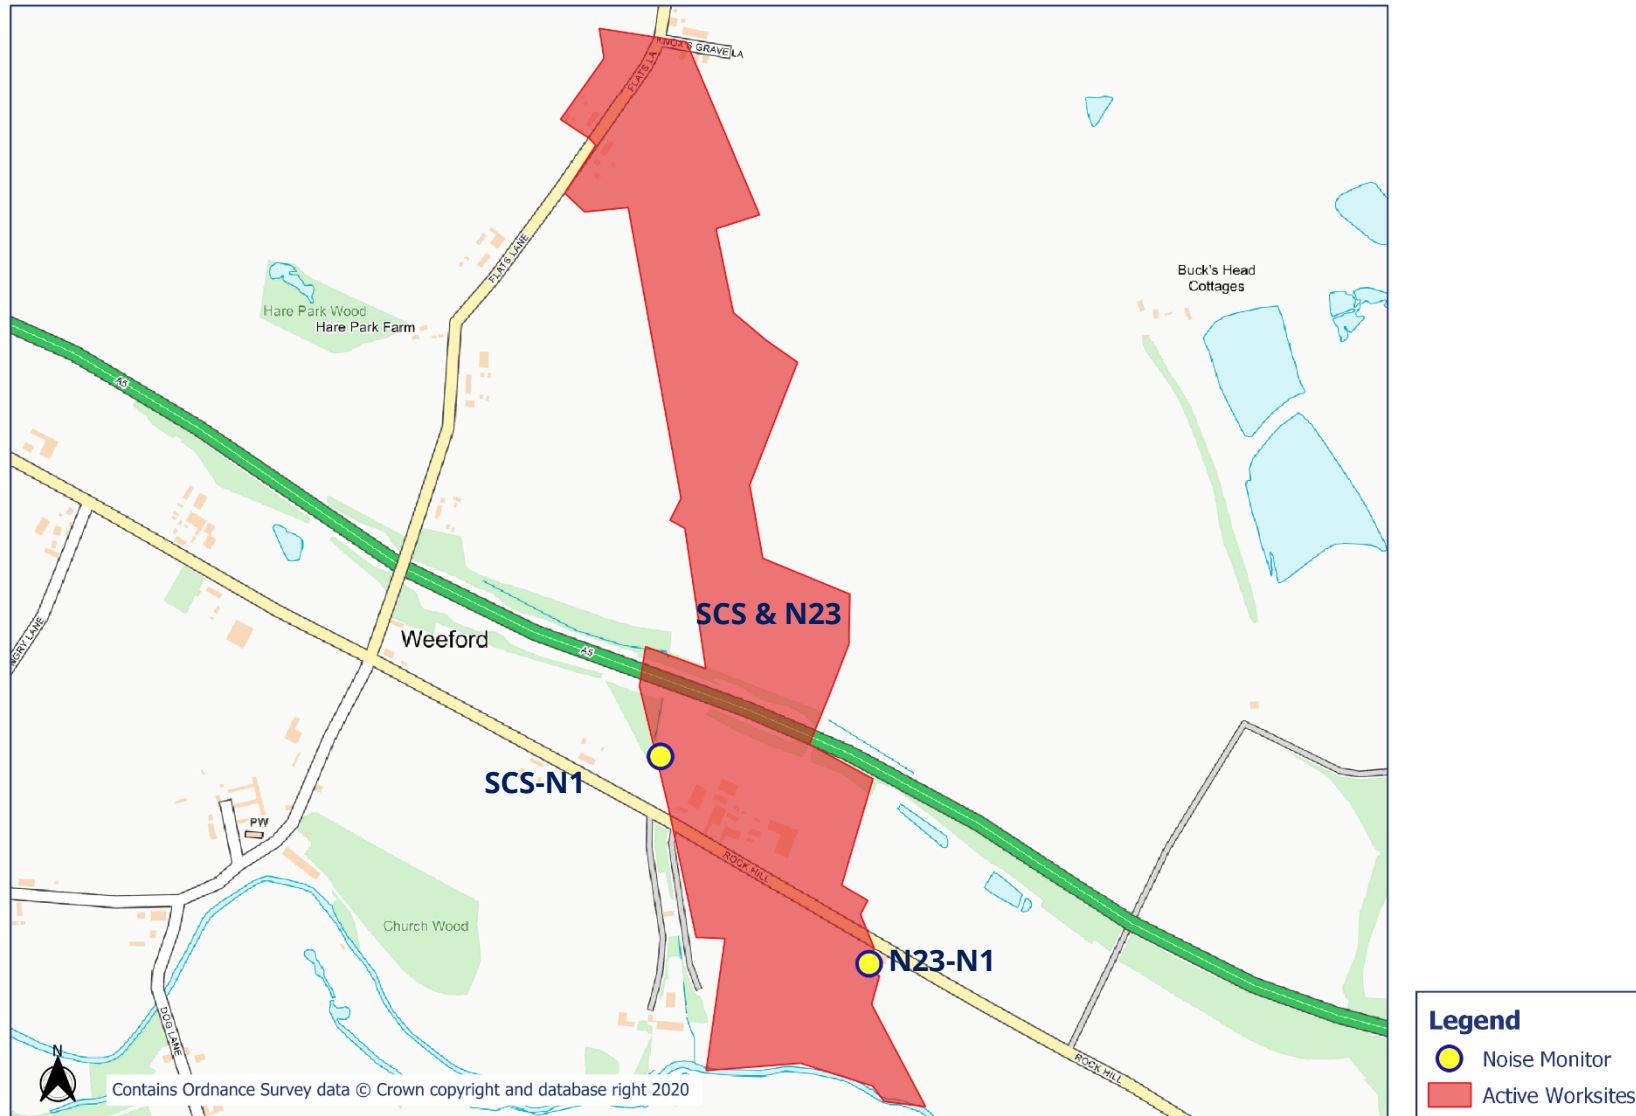 KNOX'S GRAVE LA
FLATS LA
FLATS LANE
Buck's Head
Cottages
Hare Park Wood
Hare Park Farm
A5
SCS & N23
Weeford
A5
NGRY LANE
SCS-N1
PW
ROCK HILL
Church Wood
N23-N1
DOG LANE
ROCK HILL
N
Contains Ordnance Survey data © Crown copyright and database right 2020
Legend
Noise Monitor
Active Worksites